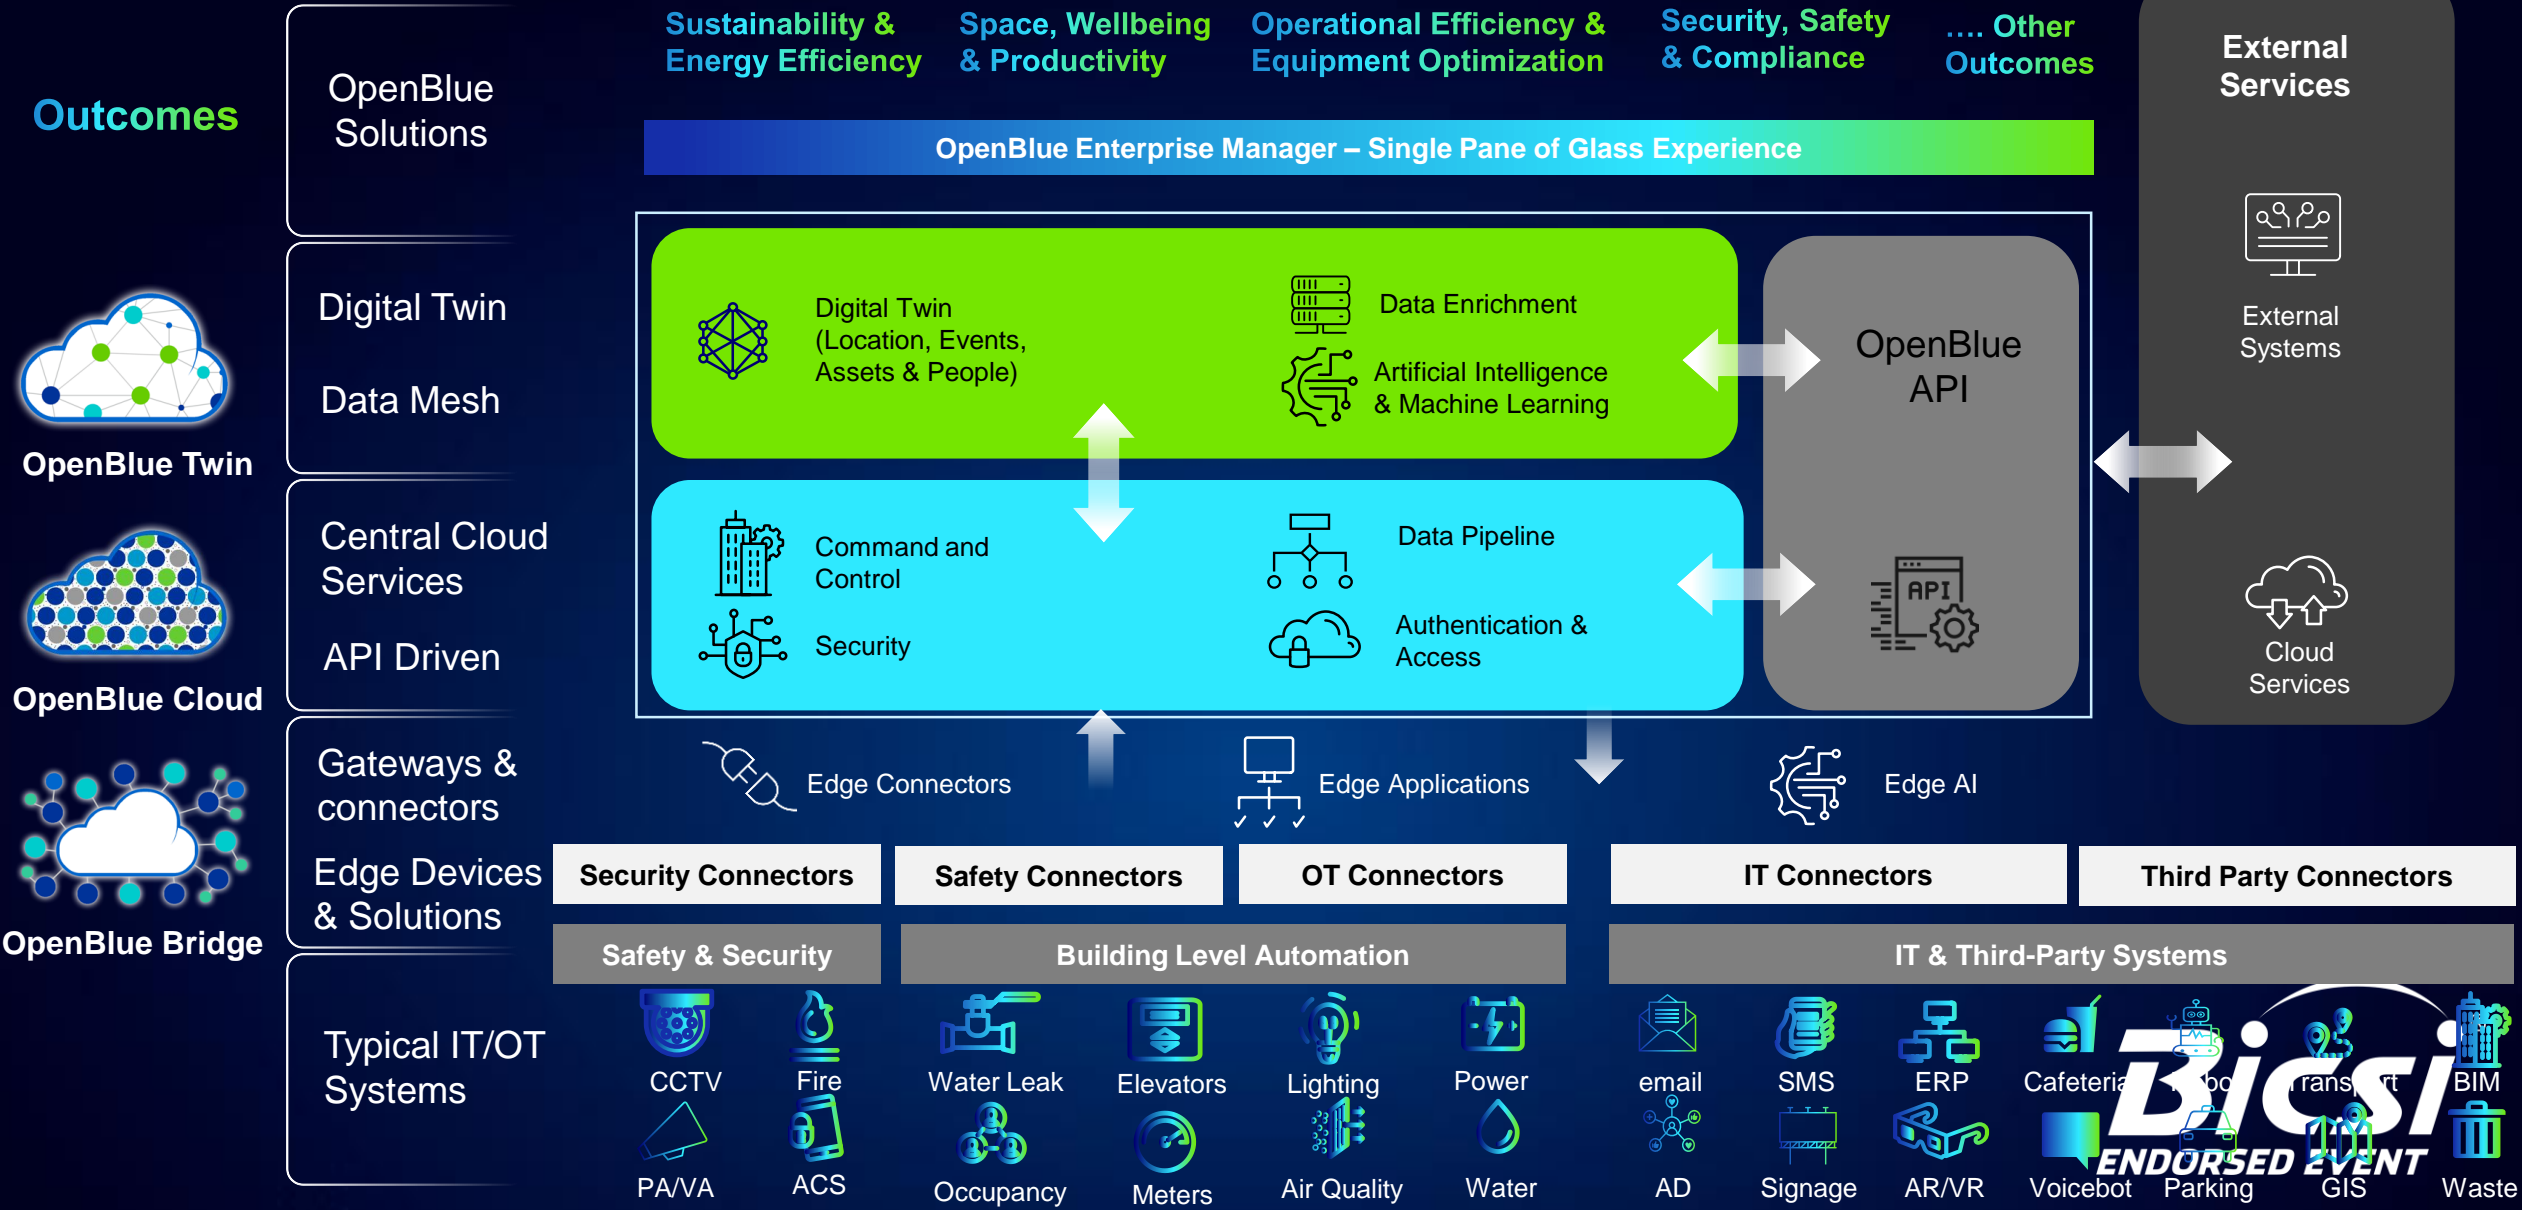 Sustainability &
Energy Efficiency
Space, Wellbeing
& Productivity
Operational Efficiency &
Equipment Optimization
Security, Safety
& Compliance
.... Other
Outcomes
External
Services
Outcomes
OpenBlue
Solutions
OpenBlue Enterprise Manager – Single Pane of Glass Experience
Digital Twin
Data Mesh
OpenBlue Twin
Digital Twin
(Location, Events,
Assets & People)
Data Enrichment
Artificial Intelligence
& Machine Learning
OpenBlue
API
External
Systems
Central Cloud
Services
API Driven
OpenBlue Cloud
Command and
Control
Security
Data Pipeline
Authentication &
Access
API
Cloud
Services
Gateways &
connectors
Edge Devices
& Solutions
OpenBlue Bridge
Edge Connectors
Edge Applications
Edge AI
Security Connectors
Safety Connectors
OT Connectors
IT Connectors
Third Party Connectors
Safety & Security
Building Level Automation
IT & Third-Party Systems
Typical IT/OT
Systems
CCTV
Fire
Water Leak
Elevators
Lighting
Power
email
SMS
ERP
Cafeteria
Transport
BIM
PA/VA
ACS
Occupancy
Meters
Air Quality
Water
AD
Signage
AR/VR
Voicebot
Parking
GIS
Waste
Bicsi
ENDORSED EVENT